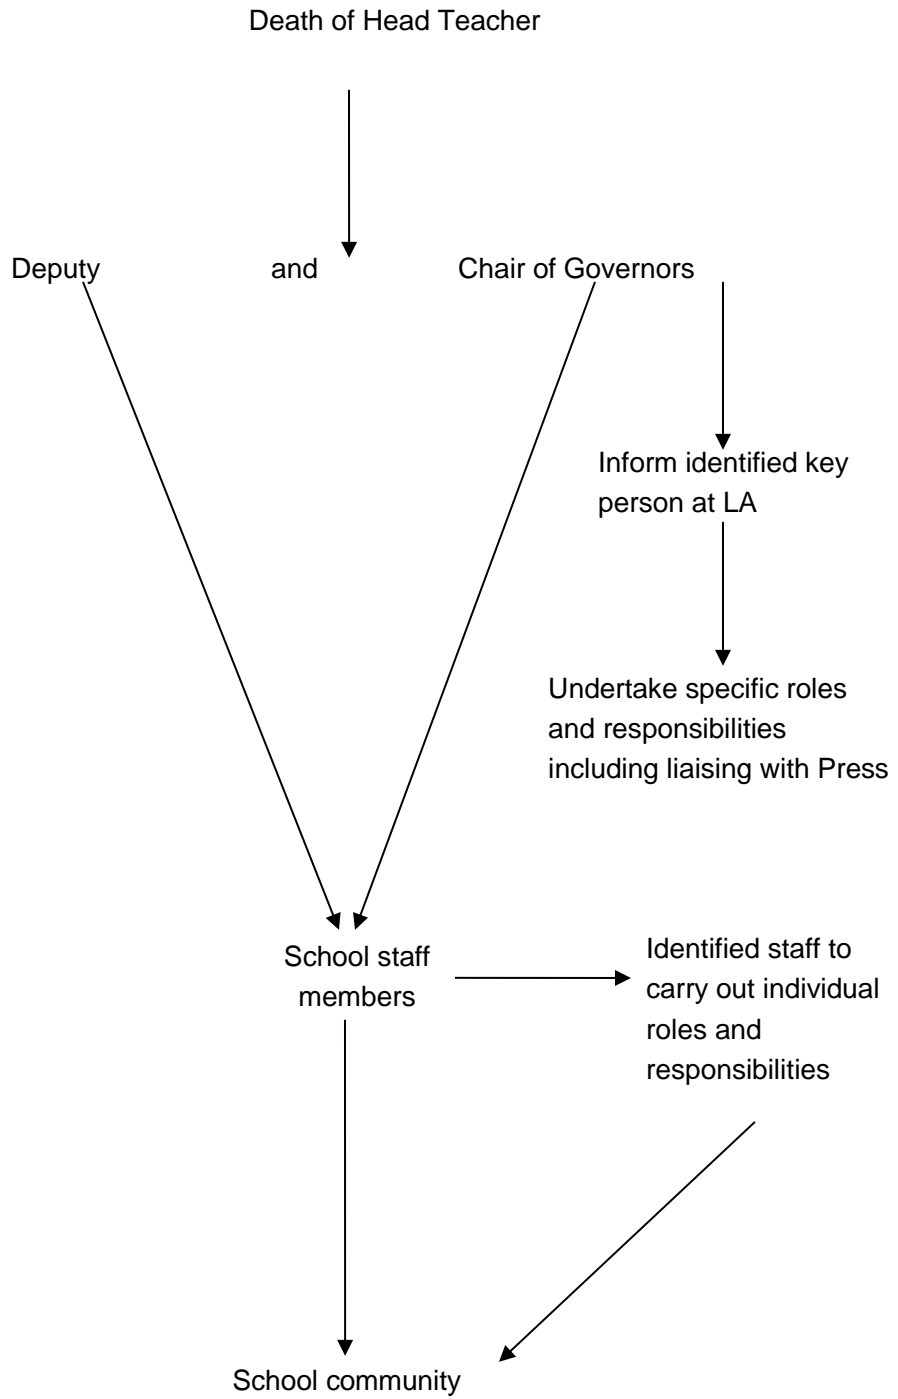 Death of Head Teacher
Deputy and Chair of Governors
Inform identified key
person at LA
Undertake specific roles
and responsibilities
including liaising with Press
School staff
members
Identified staff to
carry out individual
roles and
responsibilities
School community